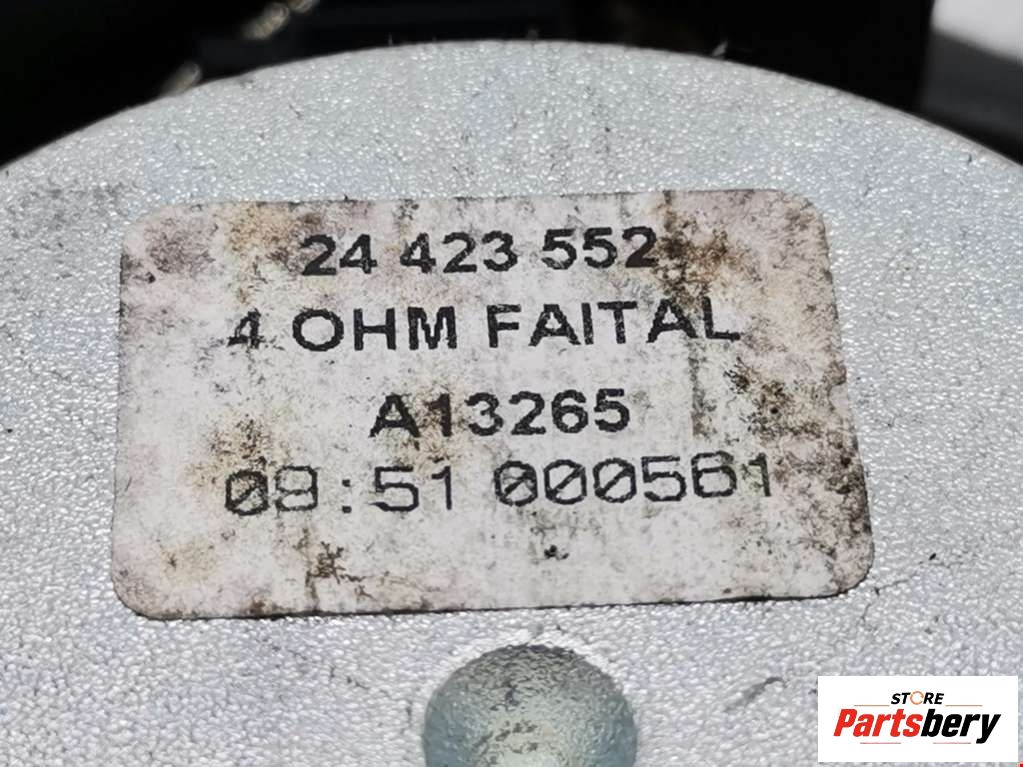 24 423 552
4 OHM FAITAL
A13265
09:51 000561
STORE
Partsbery